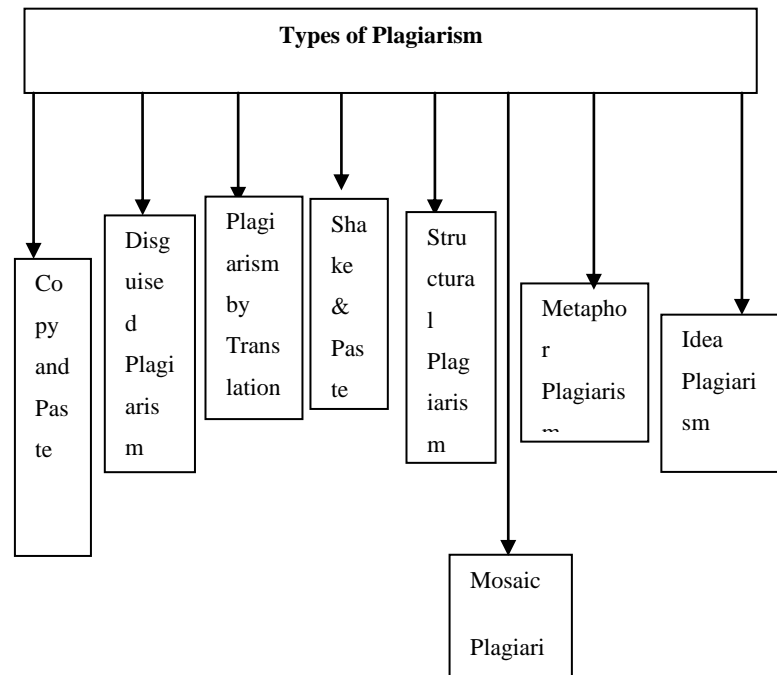 Types of Plagiarism
Co
py
and
Pas
te
Disg
uise
d
Plagi
aris
m
Plagi
arism
by
Trans
lation
Sha
ke
&
Pas
te
Stru
ctura
l
Plag
iaris
m
Mosaic
Plagiari
Metapho
r
Plagiaris
m
Idea
Plagiari
sm